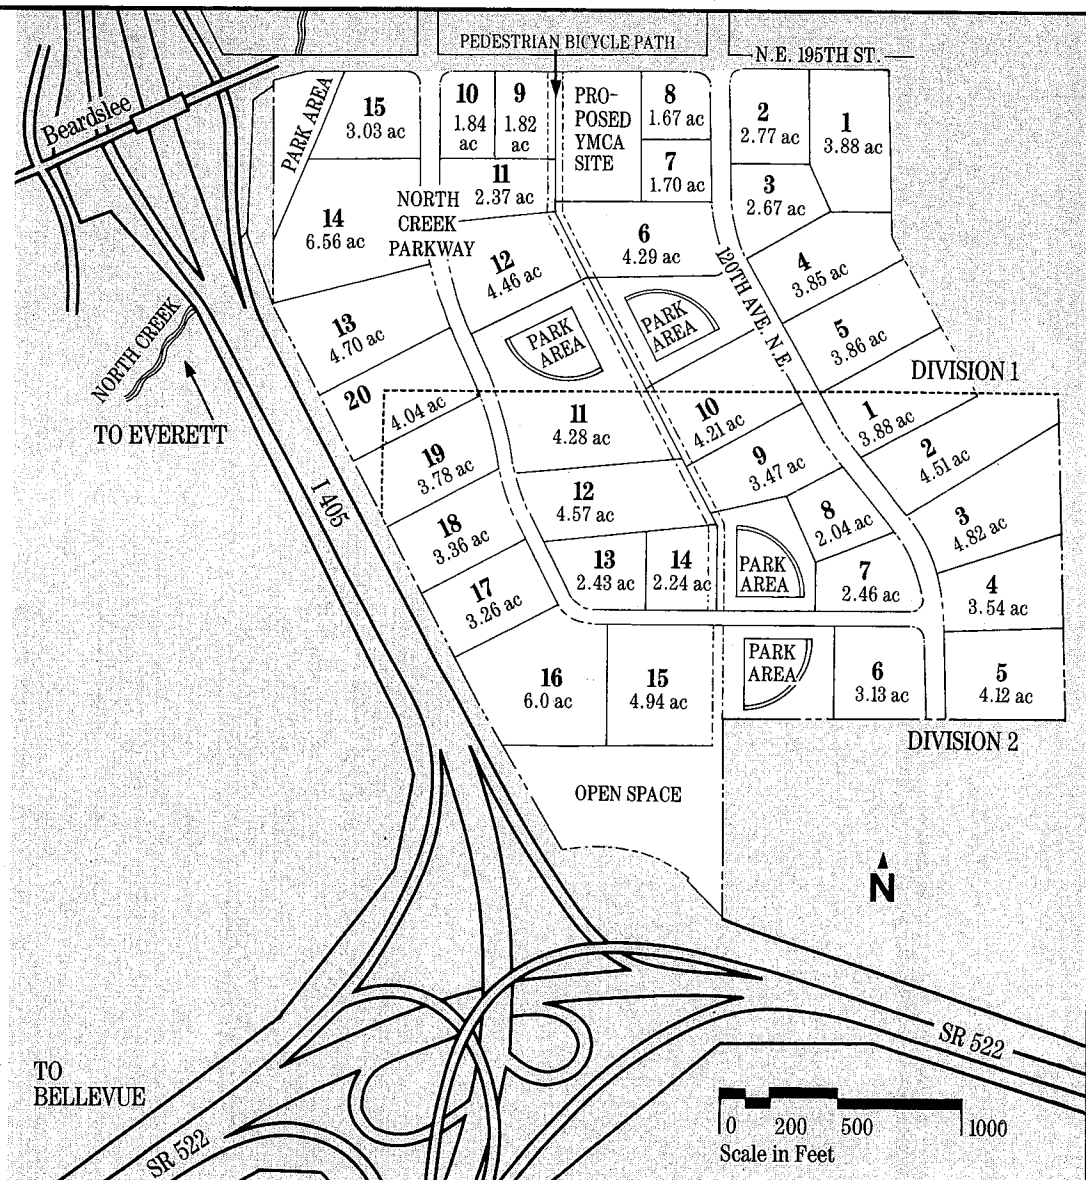 PEDESTRIAN BICYCLE PATH
N.E. 195TH ST.
Beardslee
PARK AREA
15
3.03 ac
10
1.84
ac
9
1.82
ac
PRO-
POSED
YMCA
SITE
8
1.67 ac
7
1.70 ac
2
2.77 ac
1
3.88 ac
3
2.67 ac
11
2.37 ac
NORTH
CREEK
PARKWAY
14
6.56 ac
12
4.46 ac
6
4.29 ac
120TH AVE. N.E.
4
3.85 ac
5
3.86 ac
13
4.70 ac
PARK
AREA
PARK
AREA
NORTH CREEK
TO EVERETT
I 405
DIVISION 1
20
4.04 ac
19
3.78 ac
18
3.36 ac
17
3.26 ac
11
4.28 ac
10
4.21 ac
9
3.47 ac
1
3.88 ac
2
4.51 ac
12
4.57 ac
8
2.04 ac
3
4.82 ac
13
2.43 ac
14
2.24 ac
PARK
AREA
7
2.46 ac
4
3.54 ac
16
6.0 ac
15
4.94 ac
PARK
AREA
6
3.13 ac
5
4.12 ac
DIVISION 2
OPEN SPACE
N
SR 522
TO
BELLEVUE
SR 522
0 200 500 1000
Scale in Feet